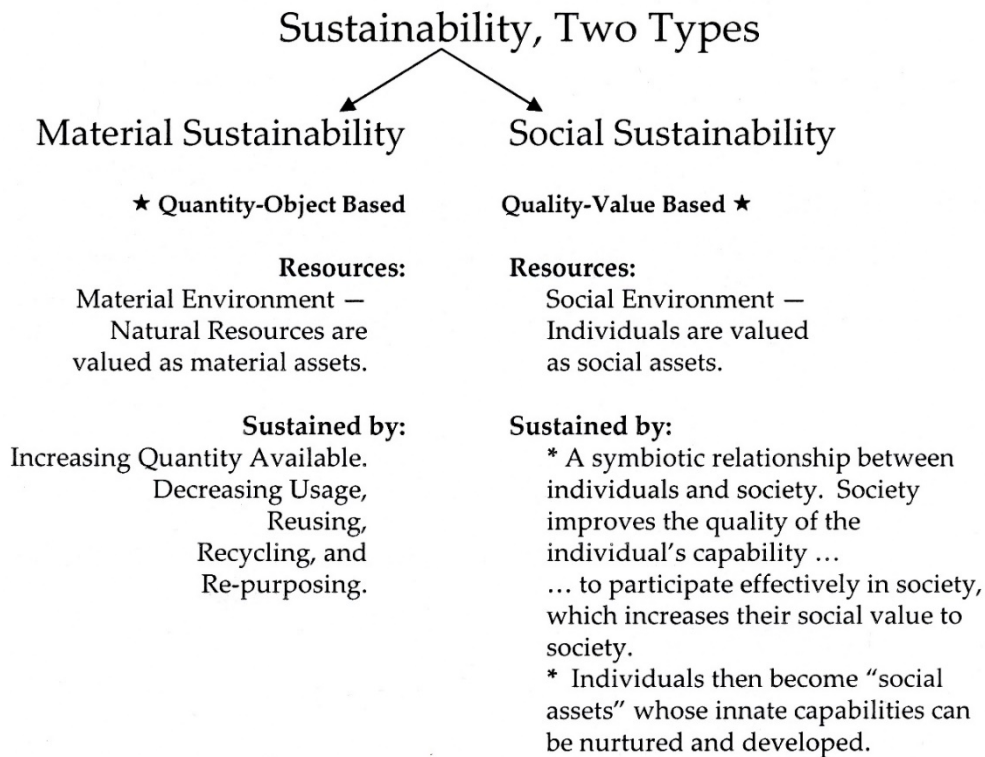 Sustainability, Two Types
Material Sustainability
★ Quantity-Object Based
Resources:
Material Environment —
Natural Resources are
valued as material assets.
Sustained by:
Increasing Quantity Available.
Decreasing Usage,
Reusing,
Recycling, and
Re-purposing.
Social Sustainability
Quality-Value Based ★
Resources:
Social Environment —
Individuals are valued
as social assets.
Sustained by:
* A symbiotic relationship between
individuals and society.  Society
improves the quality of the
individual's capability …
… to participate effectively in society,
which increases their social value to
society.
*  Individuals then become “social
assets” whose innate capabilities can
be nurtured and developed.